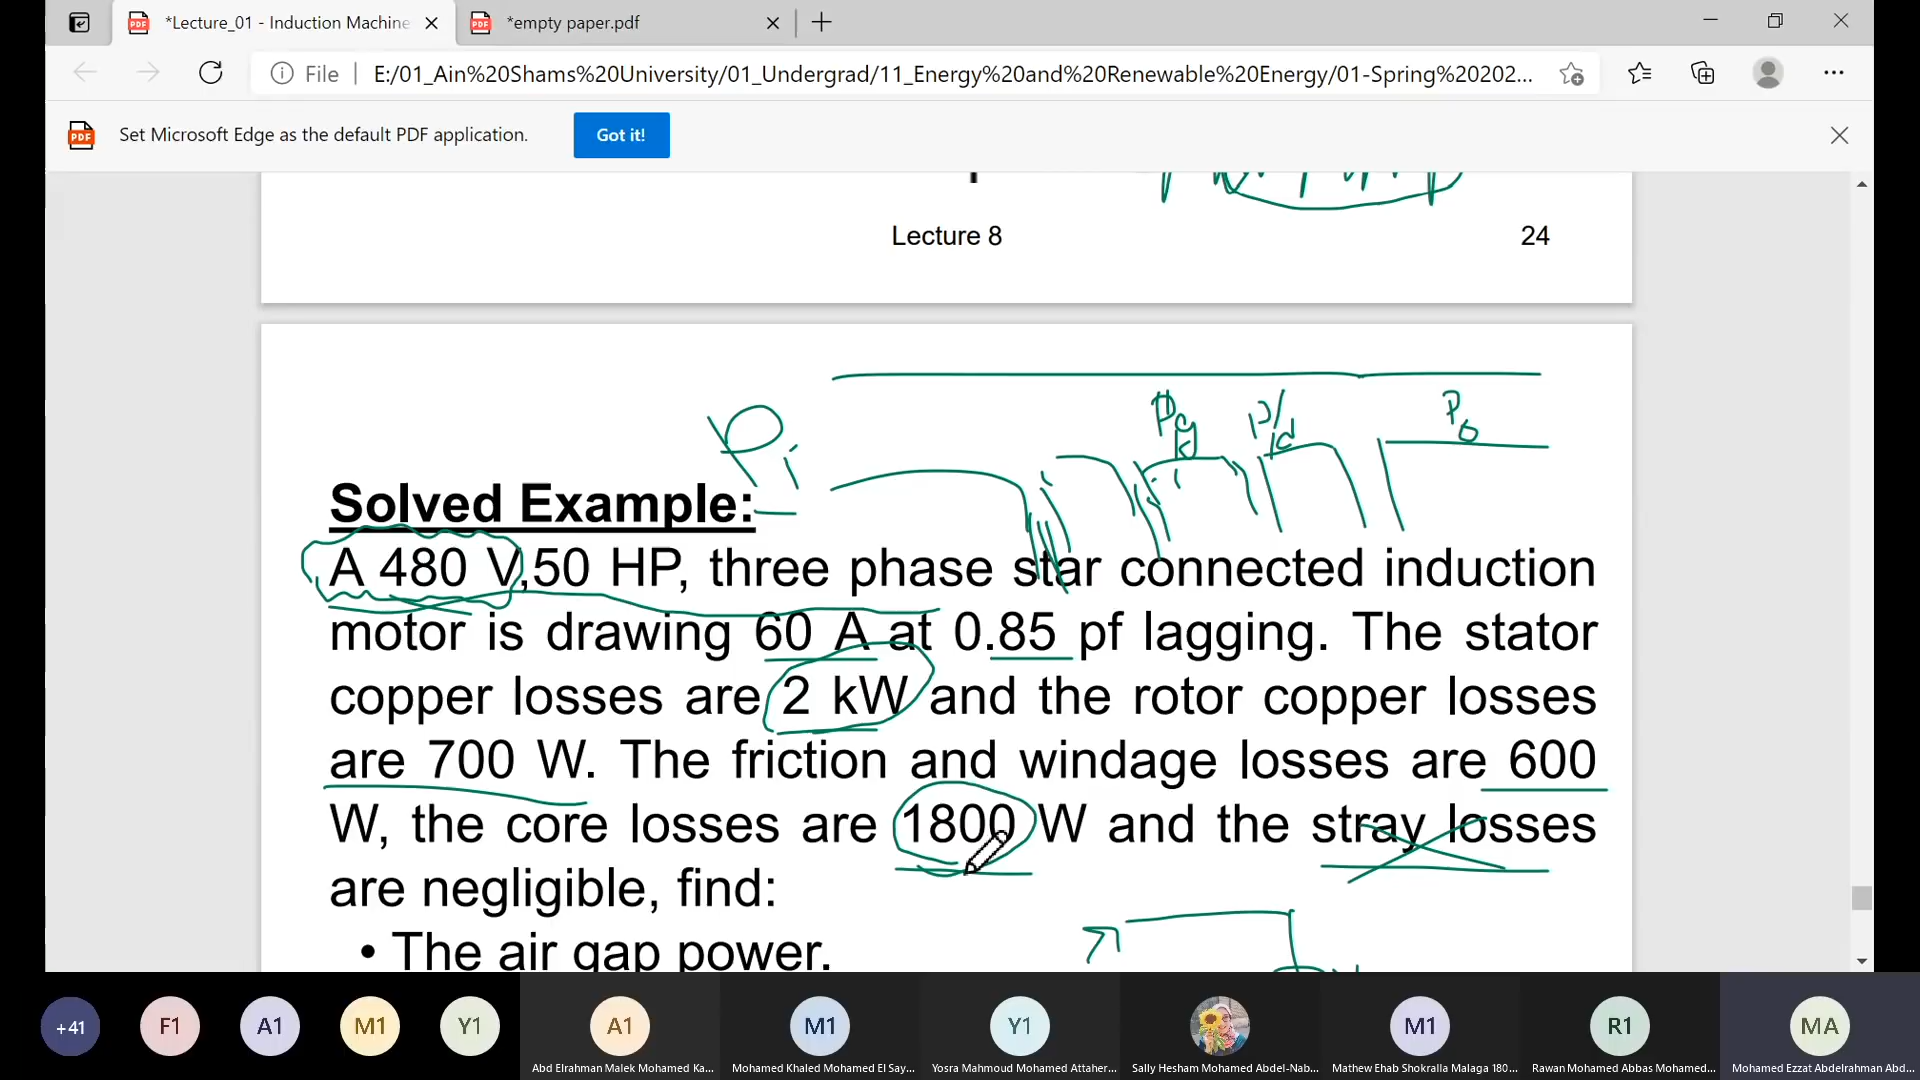 *Lecture_01 - Induction Machine
*empty paper.pdf
File
E:/01_Ain%20Shams%20University/01_Undergrad/11_Energy%20and%20Renewable%20Energy/01-Spring%20202...
Set Microsoft Edge as the default PDF application.
Got it!
Lecture 8
24
Pi
Pg
Pd
Po
Solved Example:
A 480 V,50 HP, three phase star connected induction
motor is drawing 60 A at 0.85 pf lagging. The stator
copper losses are 2 kW and the rotor copper losses
are 700 W. The friction and windage losses are 600
W, the core losses are 1800 W and the stray losses
are negligible, find:
• The air gap power.
+41
F1
A1
M1
Y1
A1
M1
Y1
M1
R1
MA
Abd Elrahman Malek Mohamed Ka...
Mohamed Khaled Mohamed El Say...
Yosra Mahmoud Mohamed Attaher...
Sally Hesham Mohamed Abdel-Nab...
Mathew Ehab Shokralla Malaga 180...
Rawan Mohamed Abbas Mohamed...
Mohamed Ezzat Abdelrahman Abd...